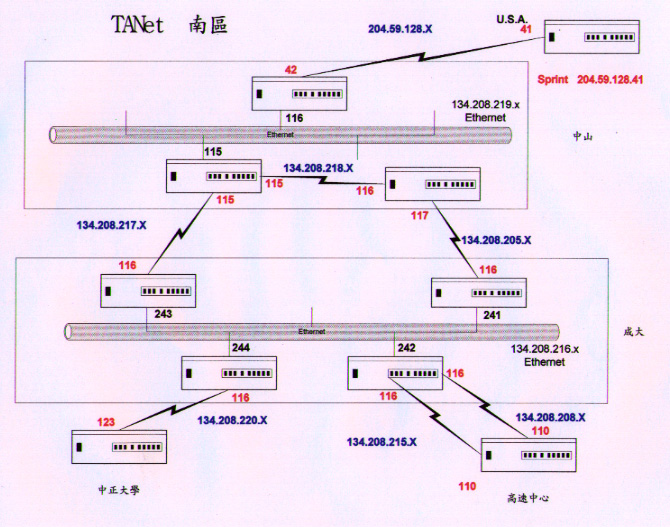 TANet 南區
204.59.128.X
U.S.A.
41
Sprint 204.59.128.41
42
116
134.208.219.x
Ethernet
Ethernet
中山
115
134.208.218.X
115
116
115
117
134.208.217.X
134.208.205.X
116
116
243
241
Ethernet
成大
244
242
134.208.216.x
Ethernet
116
116
116
123
134.208.220.X
134.208.208.X
110
134.208.215.X
110
中正大學
高速中心